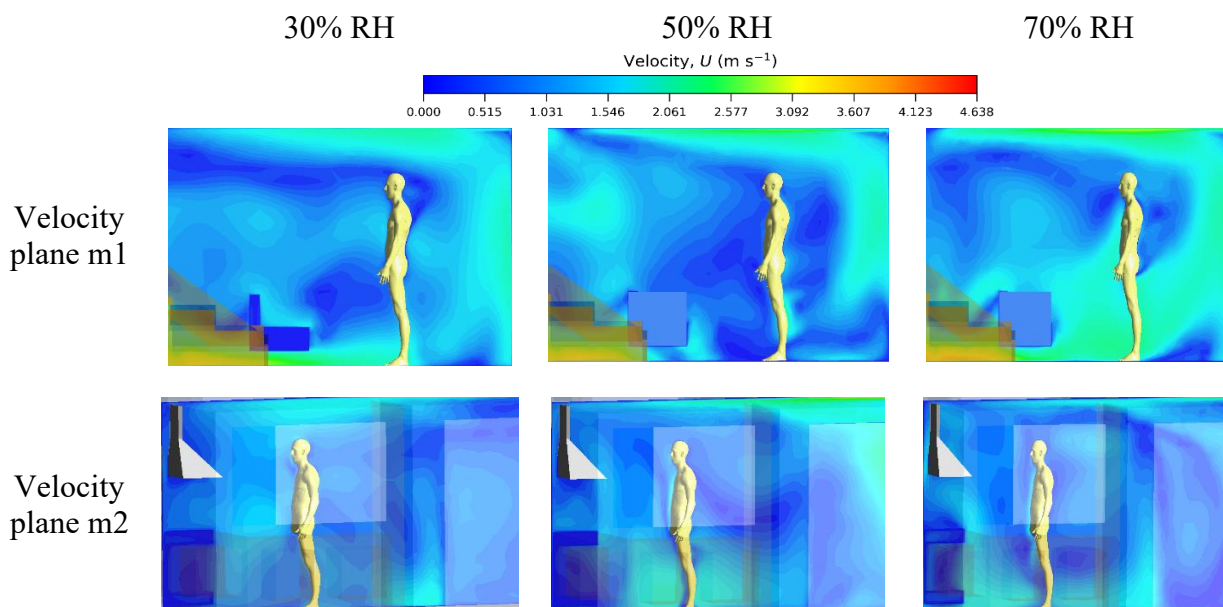 30% RH
50% RH
70% RH
Velocity, U (m s⁻¹)
0.000 0.515 1.031 1.546 2.061 2.577 3.092 3.607 4.123 4.638
Velocity
plane m1
Velocity
plane m2